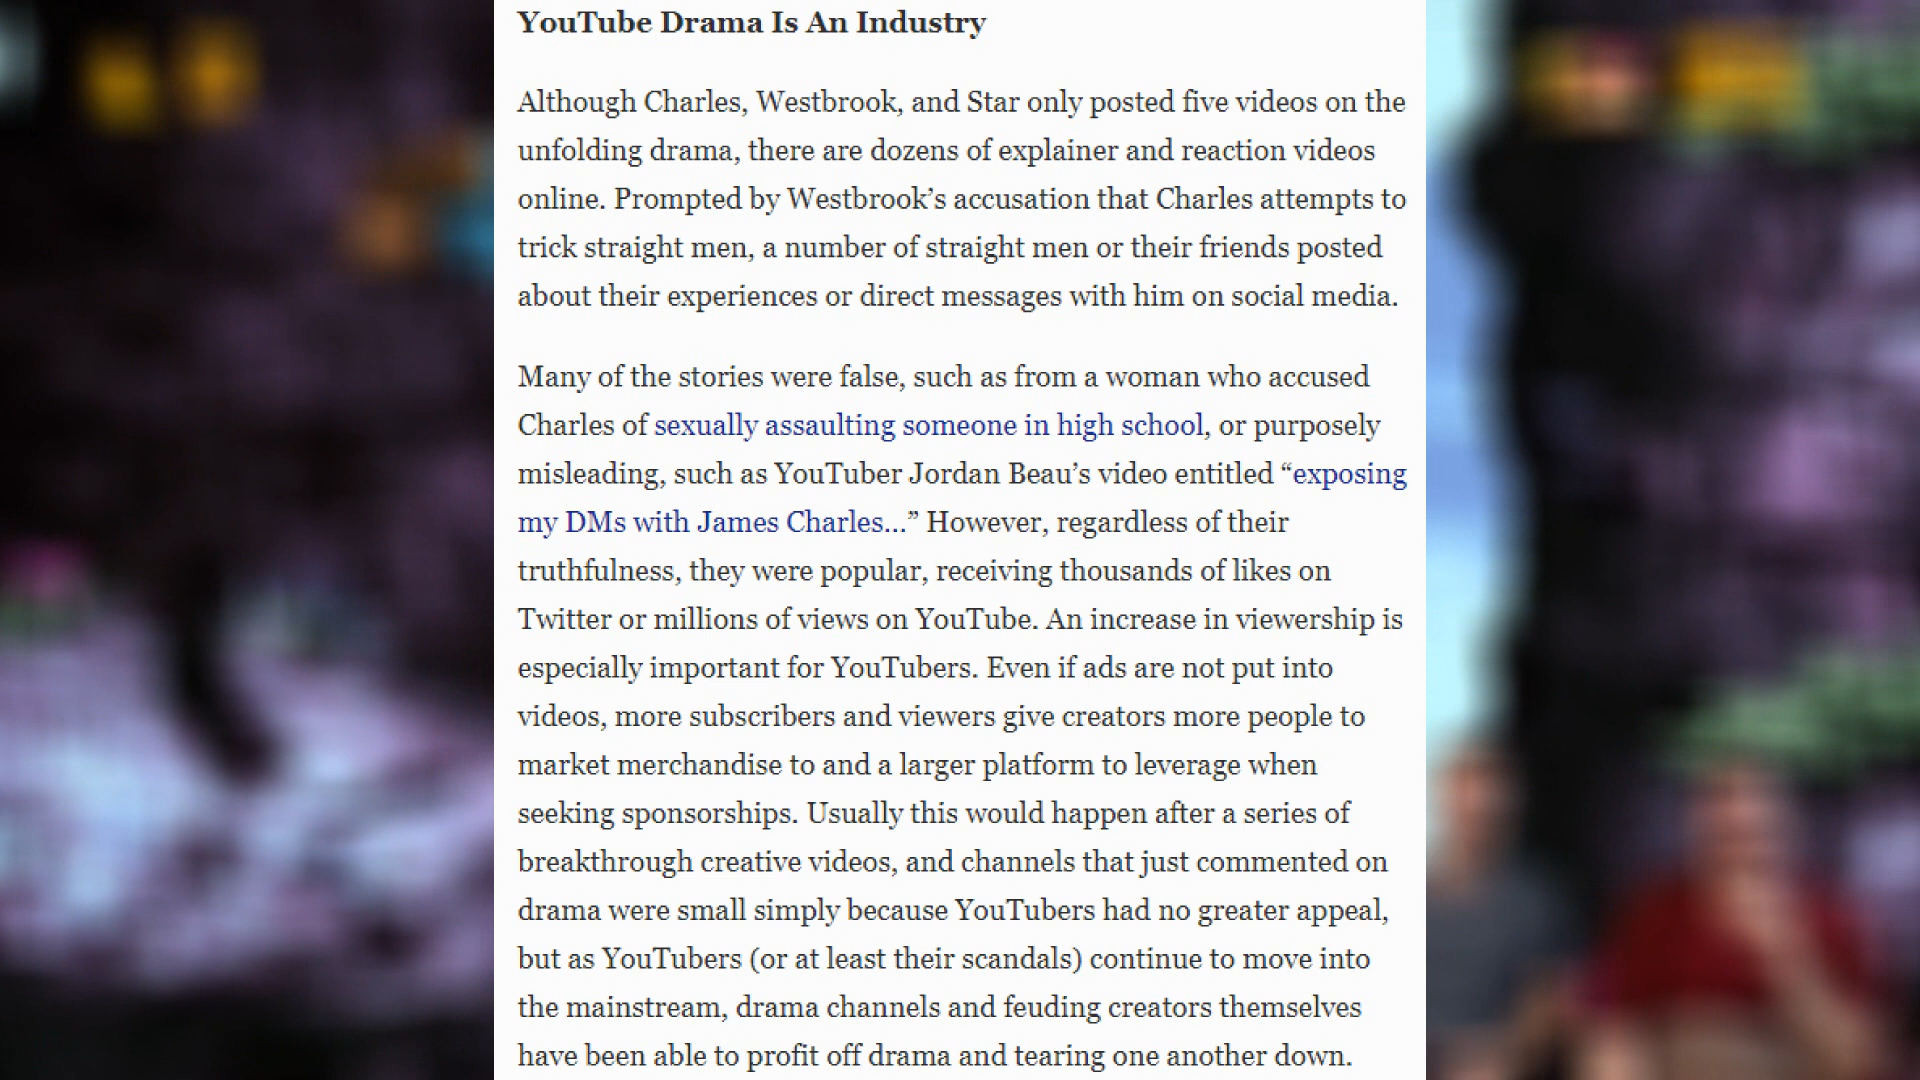 YouTube Drama Is An Industry
Although Charles, Westbrook, and Star only posted five videos on the
unfolding drama, there are dozens of explainer and reaction videos
online. Prompted by Westbrook’s accusation that Charles attempts to
trick straight men, a number of straight men or their friends posted
about their experiences or direct messages with him on social media.
Many of the stories were false, such as from a woman who accused
Charles of sexually assaulting someone in high school, or purposely
misleading, such as YouTuber Jordan Beau’s video entitled “exposing
my DMs with James Charles...” However, regardless of their
truthfulness, they were popular, receiving thousands of likes on
Twitter or millions of views on YouTube. An increase in viewership is
especially important for YouTubers. Even if ads are not put into
videos, more subscribers and viewers give creators more people to
market merchandise to and a larger platform to leverage when
seeking sponsorships. Usually this would happen after a series of
breakthrough creative videos, and channels that just commented on
drama were small simply because YouTubers had no greater appeal,
but as YouTubers (or at least their scandals) continue to move into
the mainstream, drama channels and feuding creators themselves
have been able to profit off drama and tearing one another down.